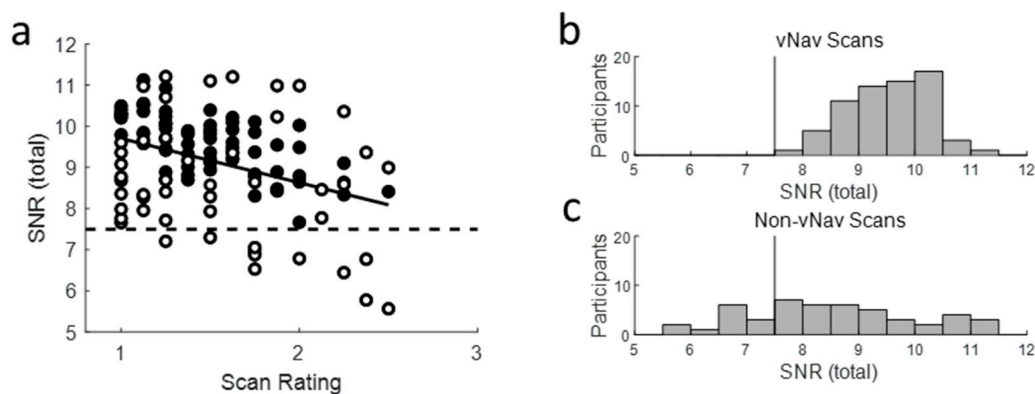 a
12
11
10
9
8
7
6
5
SNR (total)
1 2 3
Scan Rating
b
vNav Scans
20
10
0
Participants
5 6 7 8 9 10 11 12
SNR (total)
c
Non-vNav Scans
20
10
0
Participants
5 6 7 8 9 10 11 12
SNR (total)